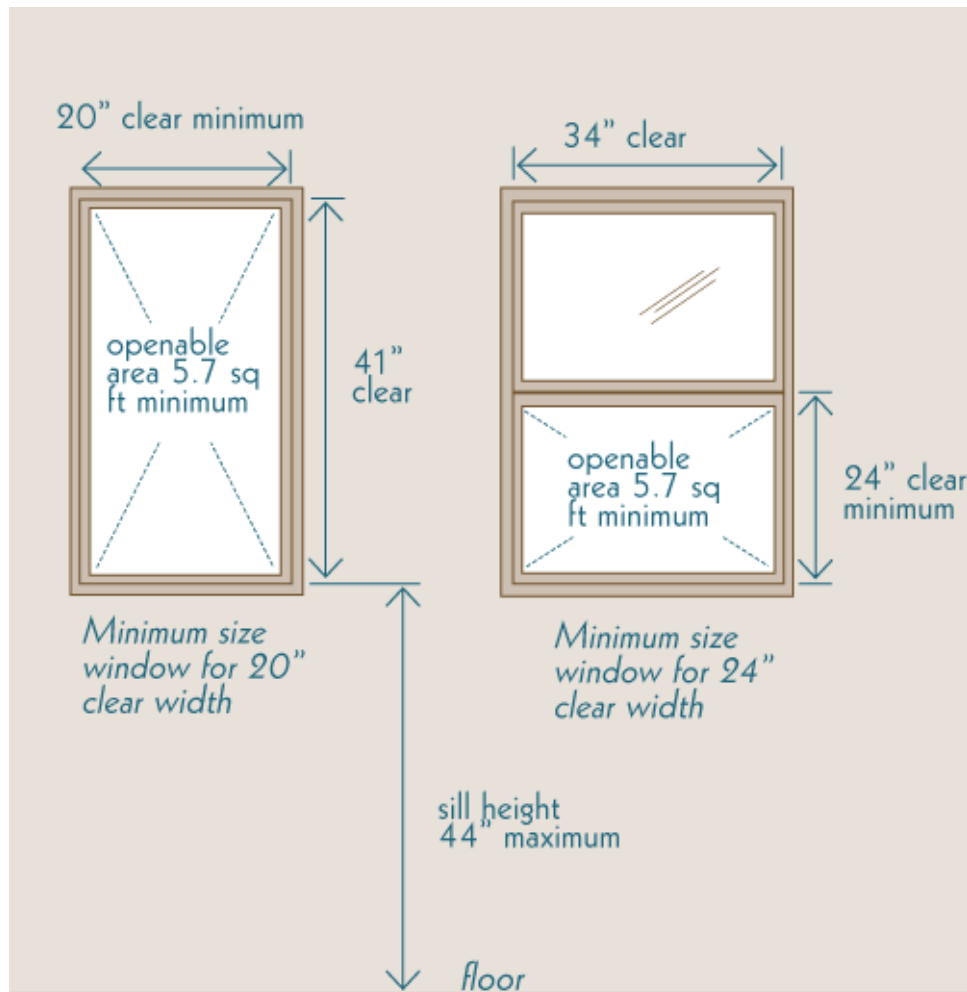 20” clear minimum
34” clear
openable
area 5.7 sq
ft minimum
41”
clear
openable
area 5.7 sq
ft minimum
24” clear
minimum
Minimum size
window for 20”
clear width
Minimum size
window for 24”
clear width
sill height
44” maximum
floor